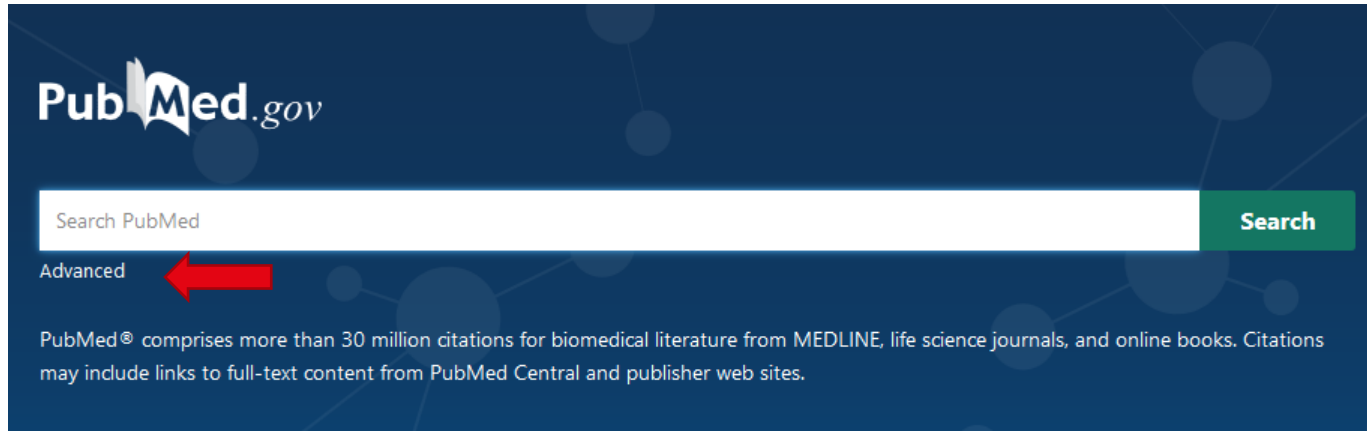 PubMed.gov
Search PubMed
Search
Advanced
PubMed® comprises more than 30 million citations for biomedical literature from MEDLINE, life science journals, and online books. Citations
may include links to full-text content from PubMed Central and publisher web sites.